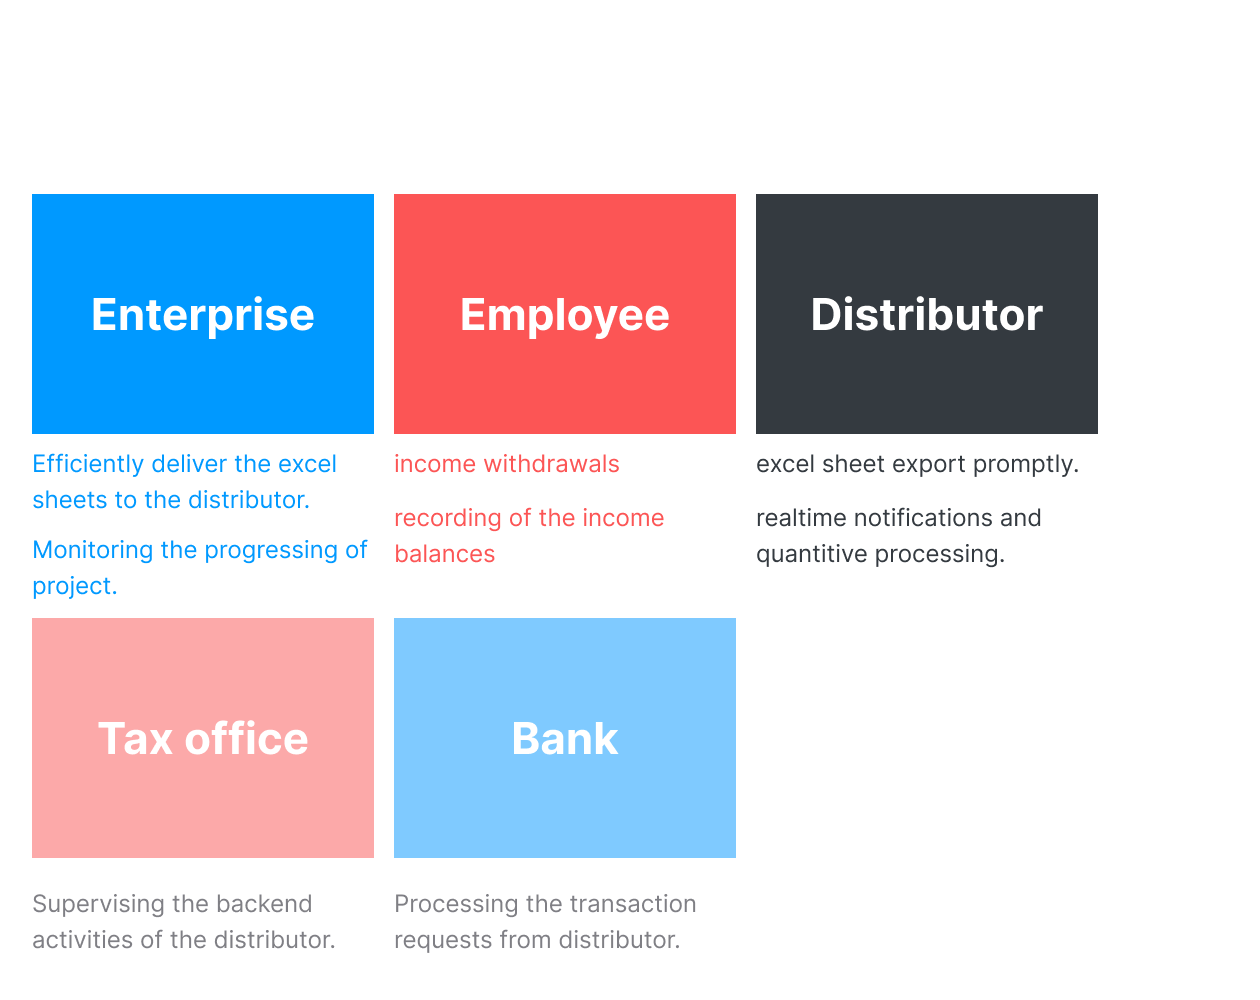 Enterprise
Employee
Distributor
Efficiently deliver the excel
sheets to the distributor.
Monitoring the progressing of
project.
income withdrawals
recording of the income
balances
excel sheet export promptly.
realtime notifications and
quantitive processing.
Tax office
Bank
Supervising the backend
activities of the distributor.
Processing the transaction
requests from distributor.